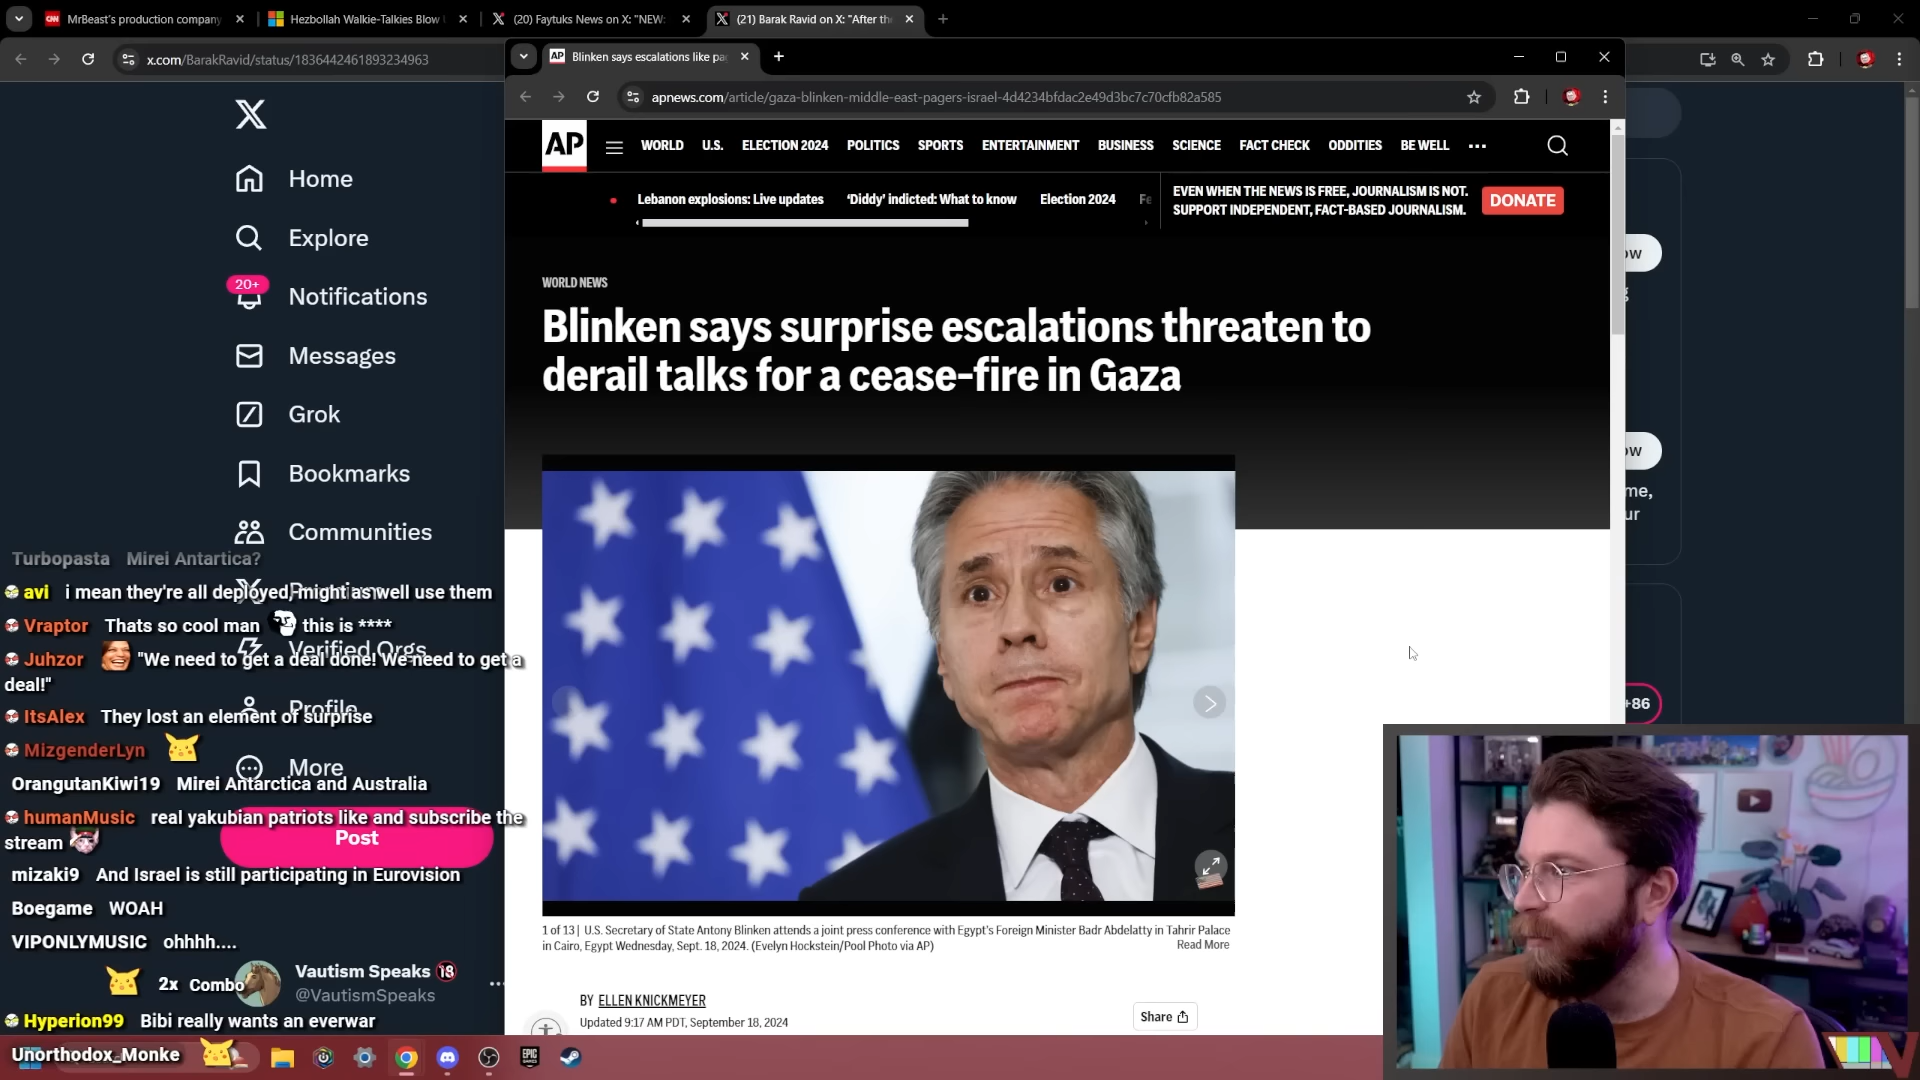 MrBeast's production company
Hezbollah Walkie-Talkies Blow
(20) Faytuks News on X: "NEW:
(21) Barak Ravid on X: "After th
x.com/BarakRavid/status/1836442461893234963
Blinken says escalations like pa
apnews.com/article/gaza-blinken-middle-east-pagers-israel-4d4234bfdac2e49d3bc7c70cfb82a585
AP
WORLD U.S. ELECTION 2024 POLITICS SPORTS ENTERTAINMENT BUSINESS SCIENCE FACT CHECK ODDITIES BE WELL
Lebanon explosions: Live updates 'Diddy' indicted: What to know Election 2024 Fe
EVEN WHEN THE NEWS IS FREE, JOURNALISM IS NOT.
SUPPORT INDEPENDENT, FACT-BASED JOURNALISM.
DONATE
WORLD NEWS
Blinken says surprise escalations threaten to
derail talks for a cease-fire in Gaza
1 of 13 | U.S. Secretary of State Antony Blinken attends a joint press conference with Egypt's Foreign Minister Badr Abdelatty in Tahrir Palace
in Cairo, Egypt Wednesday, Sept. 18, 2024. (Evelyn Hockstein/Pool Photo via AP)
Read More
BY ELLEN KNICKMEYER
Updated 9:17 AM PDT, September 18, 2024
Share
Home
Explore
20+
Notifications
Messages
Grok
Bookmarks
Communities
Premium
Verified Orgs
Profile
More
Post
Vautism Speaks
@VautismSpeaks
Turbopasta Mirei Antartica?
avi i mean they're all deployed, might as well use them
Vraptor Thats so cool man this is ****
Juhzor "We need to get a deal done! We need to get a
deal!"
ItsAlex They lost an element of surprise
MizgenderLyn
OrangutanKiwi19 Mirei Antarctica and Australia
humanMusic real yakubian patriots like and subscribe the
stream
mizaki9 And Israel is still participating in Eurovision
Boegame WOAH
VIPONLYMUSIC ohhhh....
2x Combo
Hyperion99 Bibi really wants an everwar
Unorthodox_Monke
ow
ow
me,
ur
+86
EPIC